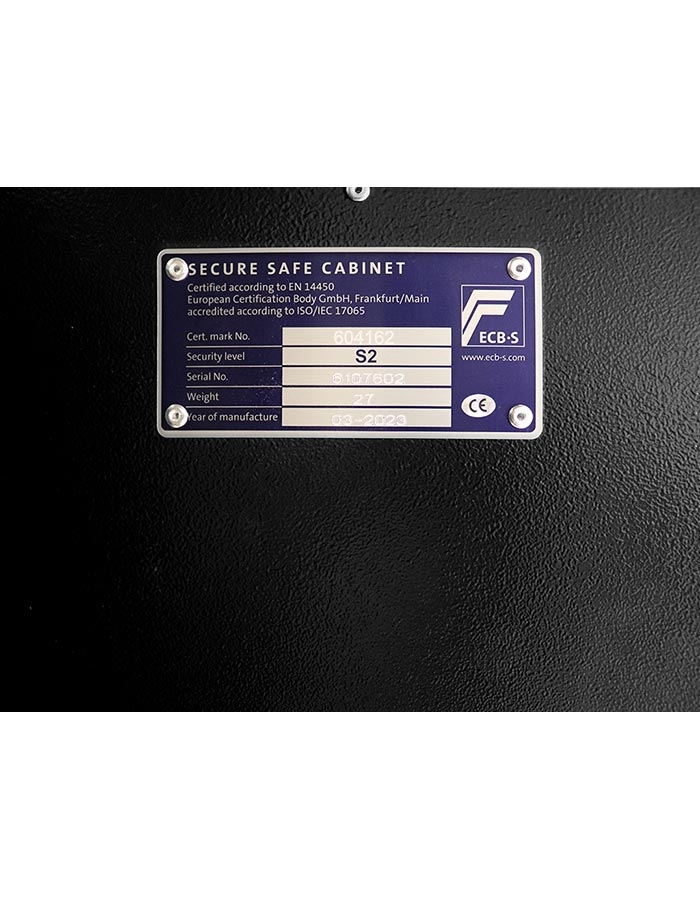 SECURE SAFE CABINET
Certified according to EN 14450
European Certification Body GmbH, Frankfurt/Main
accredited according to ISO/IEC 17065
Cert. mark No. 604162
Security level S2
Serial No. 8107602
Weight 27
Year of manufacture 03-2023
ECB·S
www.ecb-s.com
CE